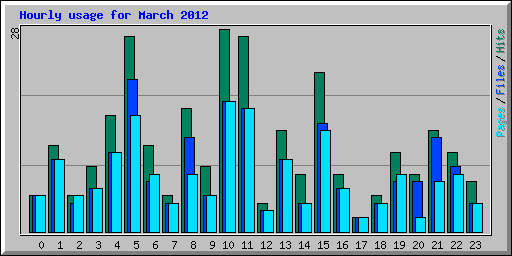 Hourly usage for March 2012
28
Pages / Files / Hits
0 1 2 3 4 5 6 7 8 9 10 11 12 13 14 15 16 17 18 19 20 21 22 23